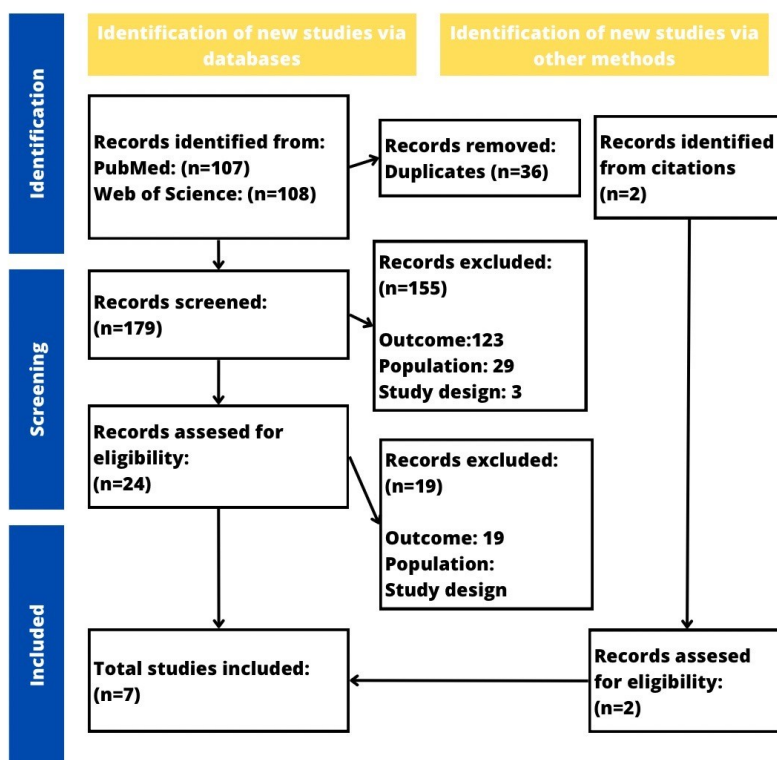 Identification of new studies via
databases
Identification of new studies via
other methods
Identification
Records identified from:
PubMed: (n=107)
Web of Science: (n=108)
Records removed:
Duplicates (n=36)
Records identified
from citations
(n=2)
Screening
Records screened:
(n=179)
Records excluded:
(n=155)
Outcome:123
Population: 29
Study design: 3
Records assesed for
eligibility:
(n=24)
Records excluded:
(n=19)
Outcome: 19
Population:
Study design
Included
Total studies included:
(n=7)
Records assesed
for eligibility:
(n=2)